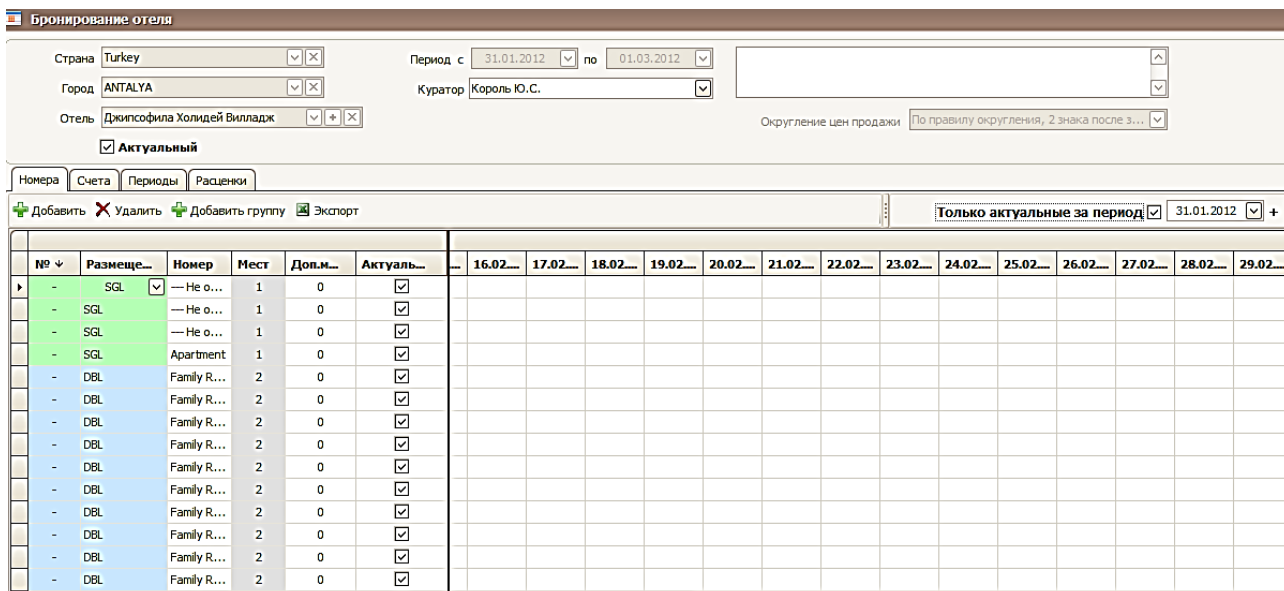 Бронирование отеля
Страна Turkey Период с 31.01.2012 по 01.03.2012
Город ANTALYA Куратор Король Ю.С.
Отель Джипсофила Холидей Вилладж Округление цен продажи По правилу округления, 2 знака после з...
Актуальный
Номера Счета Периоды Расценки
Добавить Удалить Добавить группу Экспорт Только актуальные за период 31.01.2012 +
№ Размеще... Номер Мест Доп.м... Актуаль... ... 16.02.... 17.02.... 18.02.... 19.02.... 20.02.... 21.02.... 22.02.... 23.02.... 24.02.... 25.02.... 26.02.... 27.02.... 28.02.... 29.02....
- SGL --- Не о... 1 0
- SGL --- Не о... 1 0
- SGL --- Не о... 1 0
- SGL Apartment 1 0
- DBL Family R... 2 0
- DBL Family R... 2 0
- DBL Family R... 2 0
- DBL Family R... 2 0
- DBL Family R... 2 0
- DBL Family R... 2 0
- DBL Family R... 2 0
- DBL Family R... 2 0
- DBL Family R... 2 0
- DBL Family R... 2 0